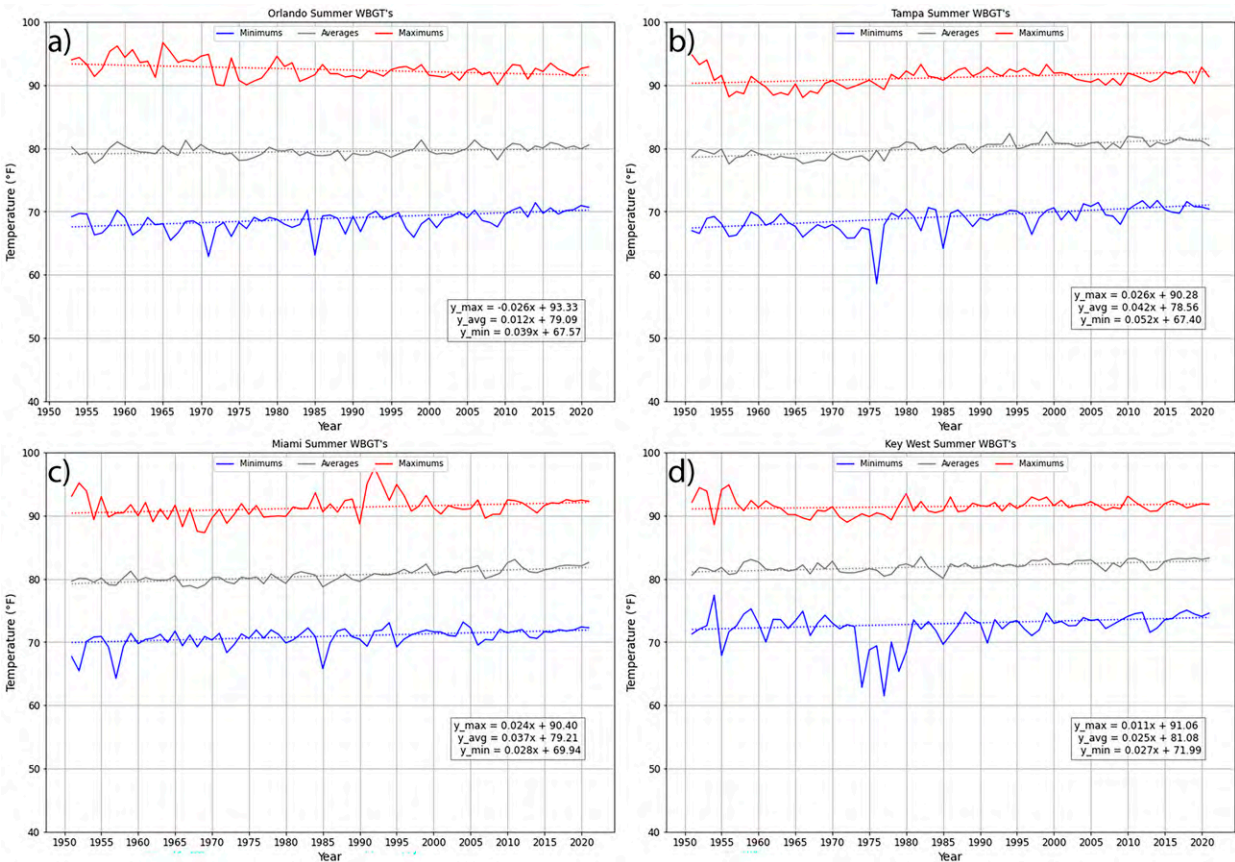 Orlando Summer WBGT's
a)
Minimums Averages Maximums
Temperature (°F)
100
90
80
70
60
50
40
y_max = -0.026x + 93.33
y_avg = 0.012x + 79.09
y_min = 0.039x + 67.57
1950 1955 1960 1965 1970 1975 1980 1985 1990 1995 2000 2005 2010 2015 2020
Year
Tampa Summer WBGT's
b)
Minimums Averages Maximums
Temperature (°F)
100
90
80
70
60
50
40
y_max = 0.026x + 90.28
y_avg = 0.042x + 78.56
y_min = 0.052x + 67.40
1950 1955 1960 1965 1970 1975 1980 1985 1990 1995 2000 2005 2010 2015 2020
Year
Miami Summer WBGT's
c)
Minimums Averages Maximums
Temperature (°F)
100
90
80
70
60
50
40
y_max = 0.024x + 90.40
y_avg = 0.037x + 79.21
y_min = 0.028x + 69.94
1950 1955 1960 1965 1970 1975 1980 1985 1990 1995 2000 2005 2010 2015 2020
Year
Key West Summer WBGT's
d)
Minimums Averages Maximums
Temperature (°F)
100
90
80
70
60
50
40
y_max = 0.011x + 91.06
y_avg = 0.025x + 81.08
y_min = 0.027x + 71.99
1950 1955 1960 1965 1970 1975 1980 1985 1990 1995 2000 2005 2010 2015 2020
Year